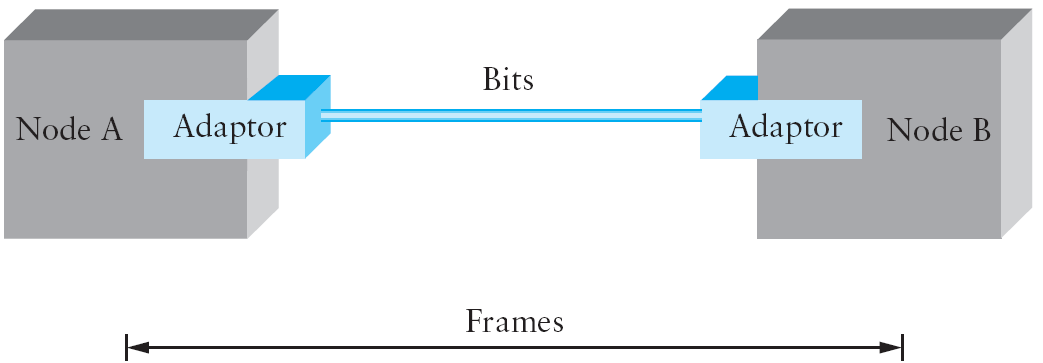 Bits
Node A
Adaptor
Adaptor
Node B
Frames